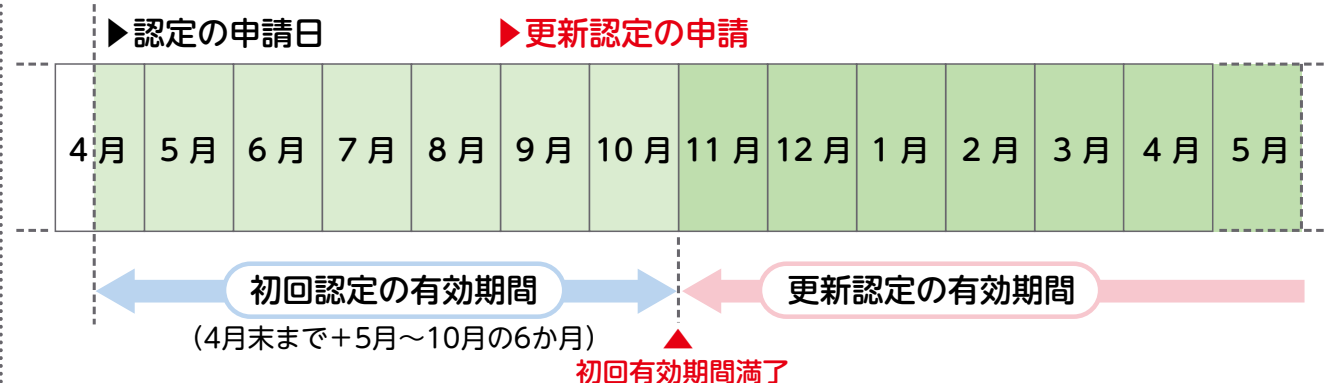 ▶認定の申請日 ▶更新認定の申請
4月 5月 6月 7月 8月 9月 10月 11月 12月 1月 2月 3月 4月 5月
初回認定の有効期間 更新認定の有効期間
（4月末まで＋5月～10月の6か月）
▲
初回有効期間満了